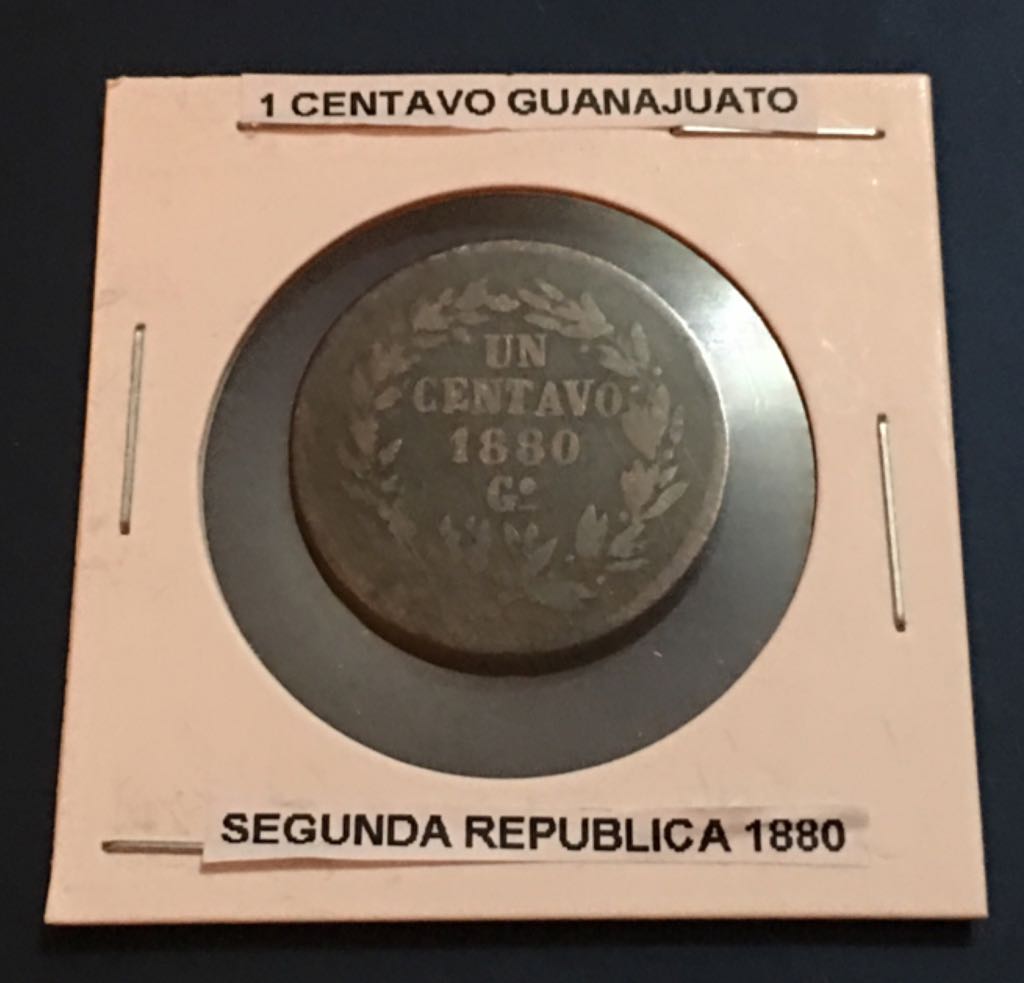 1 CENTAVO GUANAJUATO
UN
CENTAVO
1880
Gº
SEGUNDA REPUBLICA 1880